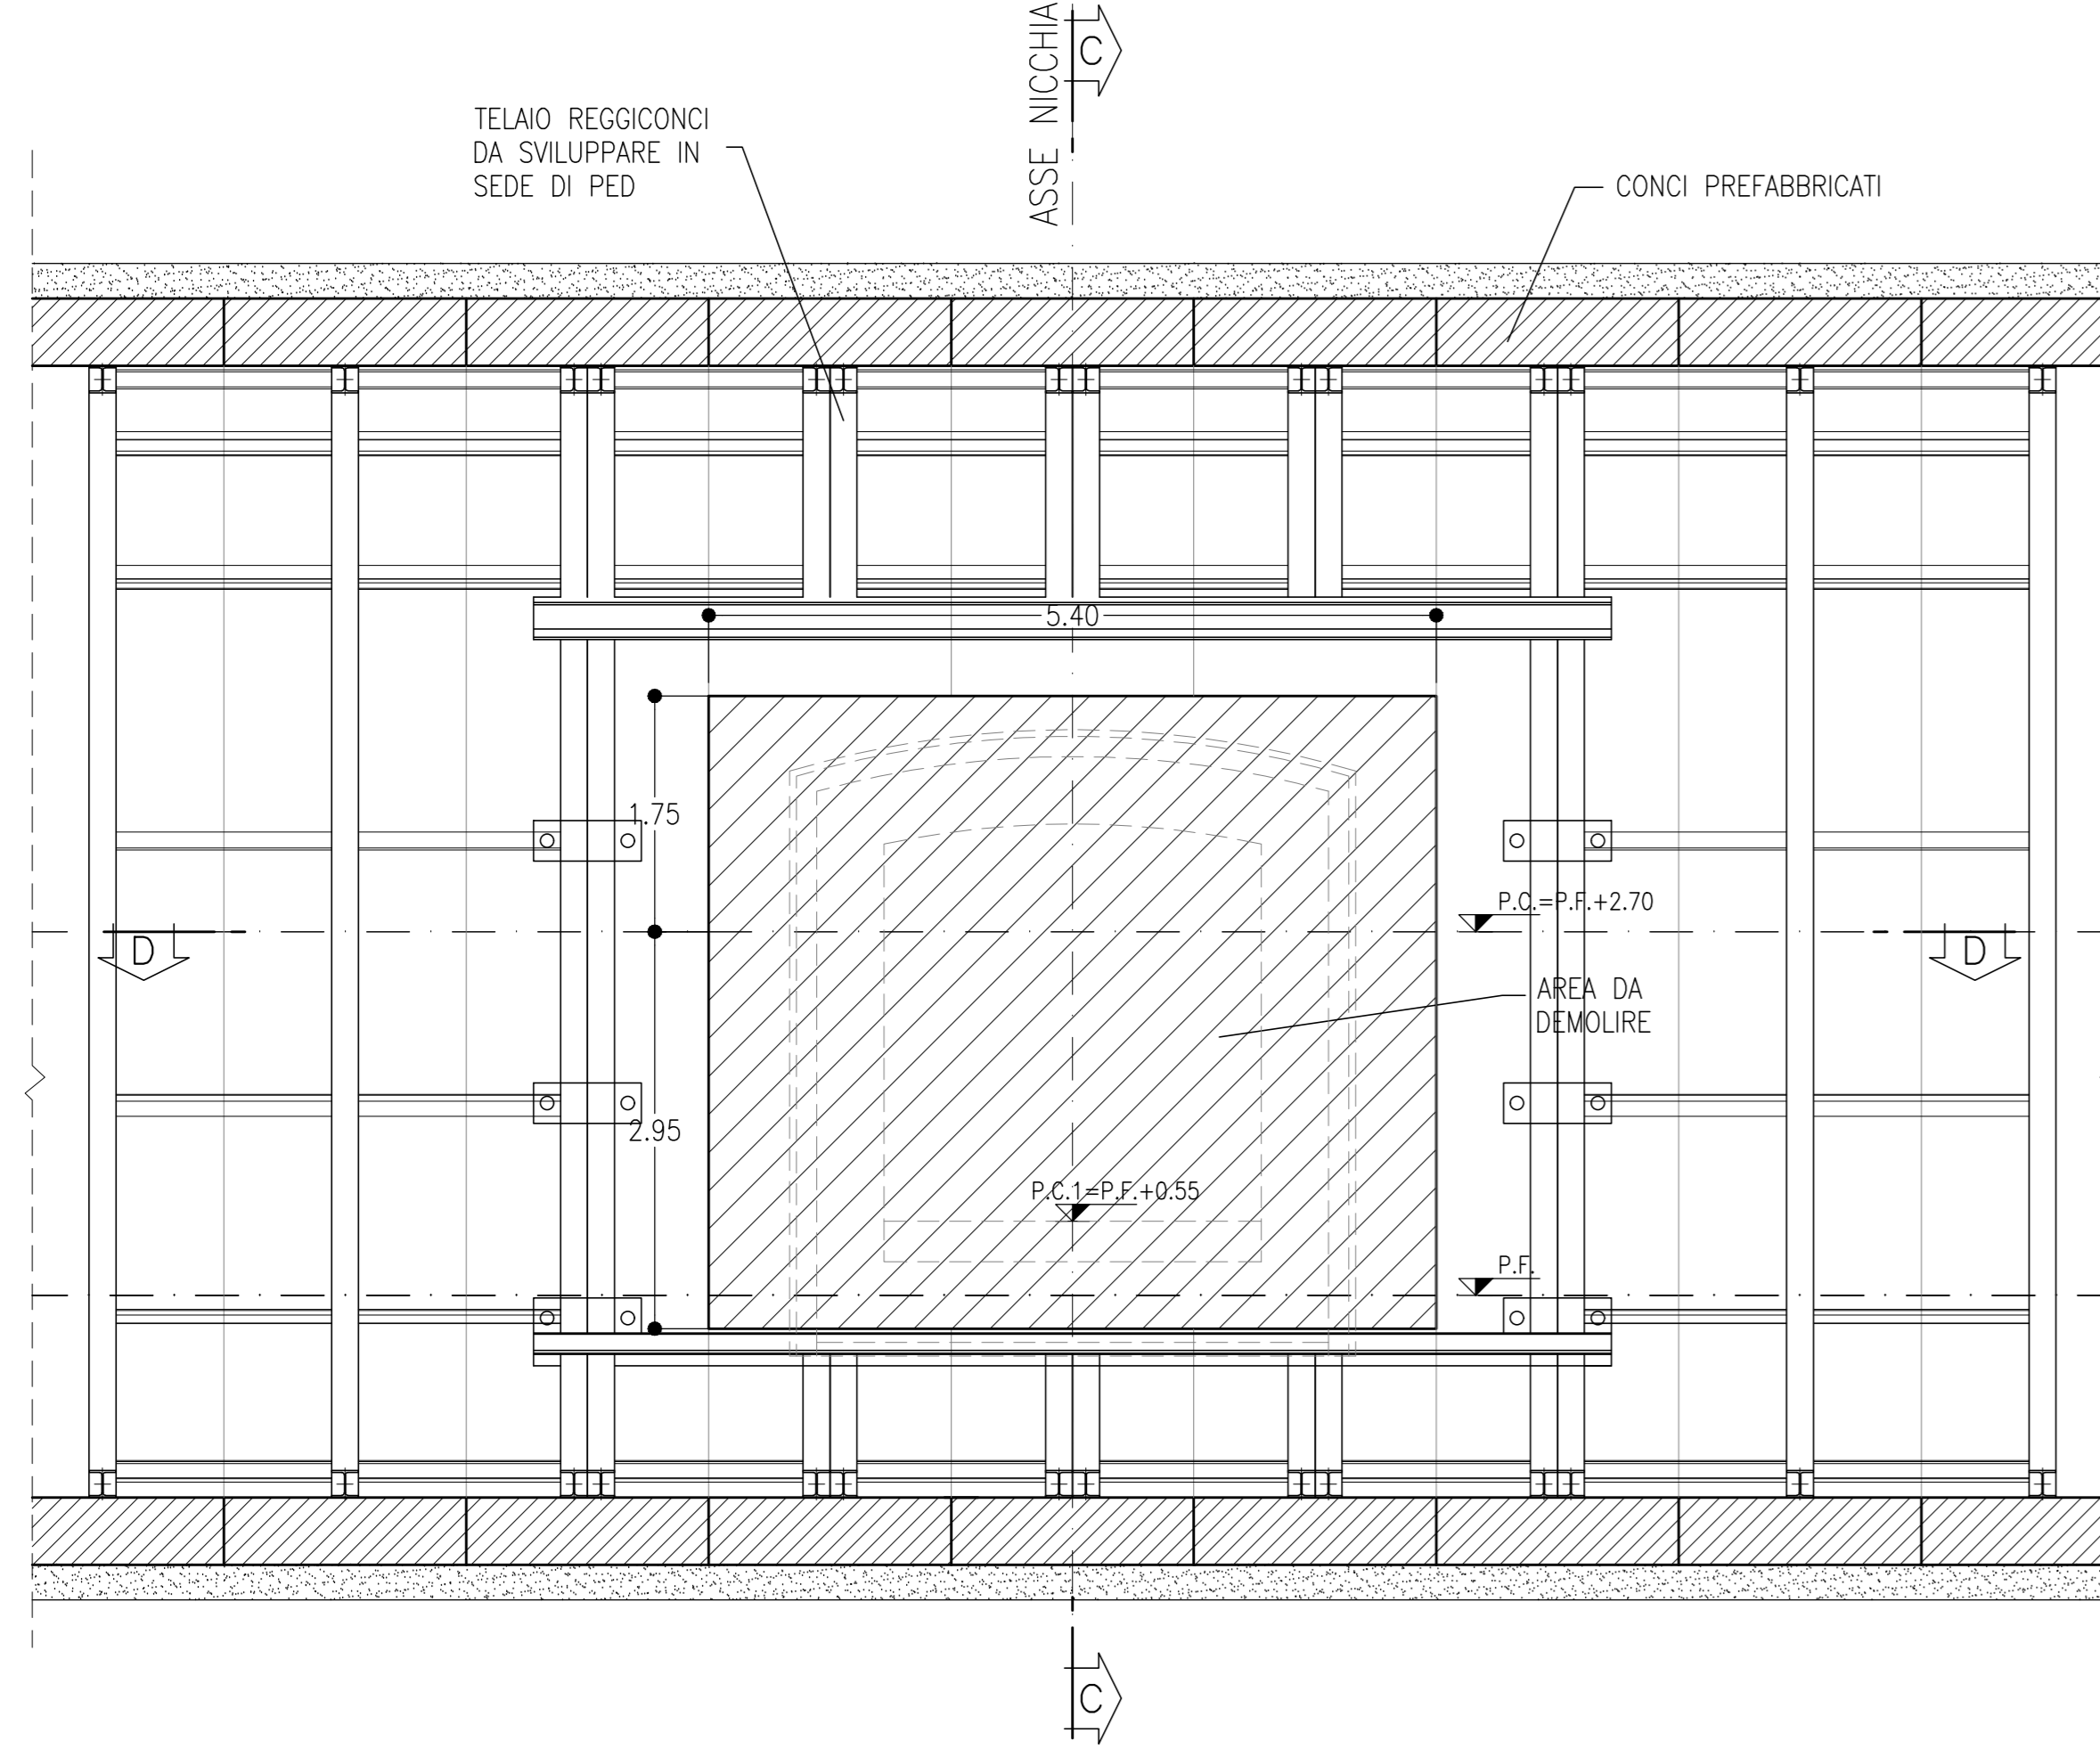 ASSE NICCHIA
C
TELAIO REGGICONCI
DA SVILUPPARE IN
SEDE DI PED
CONCI PREFABBRICATI
5.40
1.75
P.C.=P.F.+2.70
D
D
AREA DA
DEMOLIRE
2.95
P.C.1=P.F.+0.55
P.F.
C